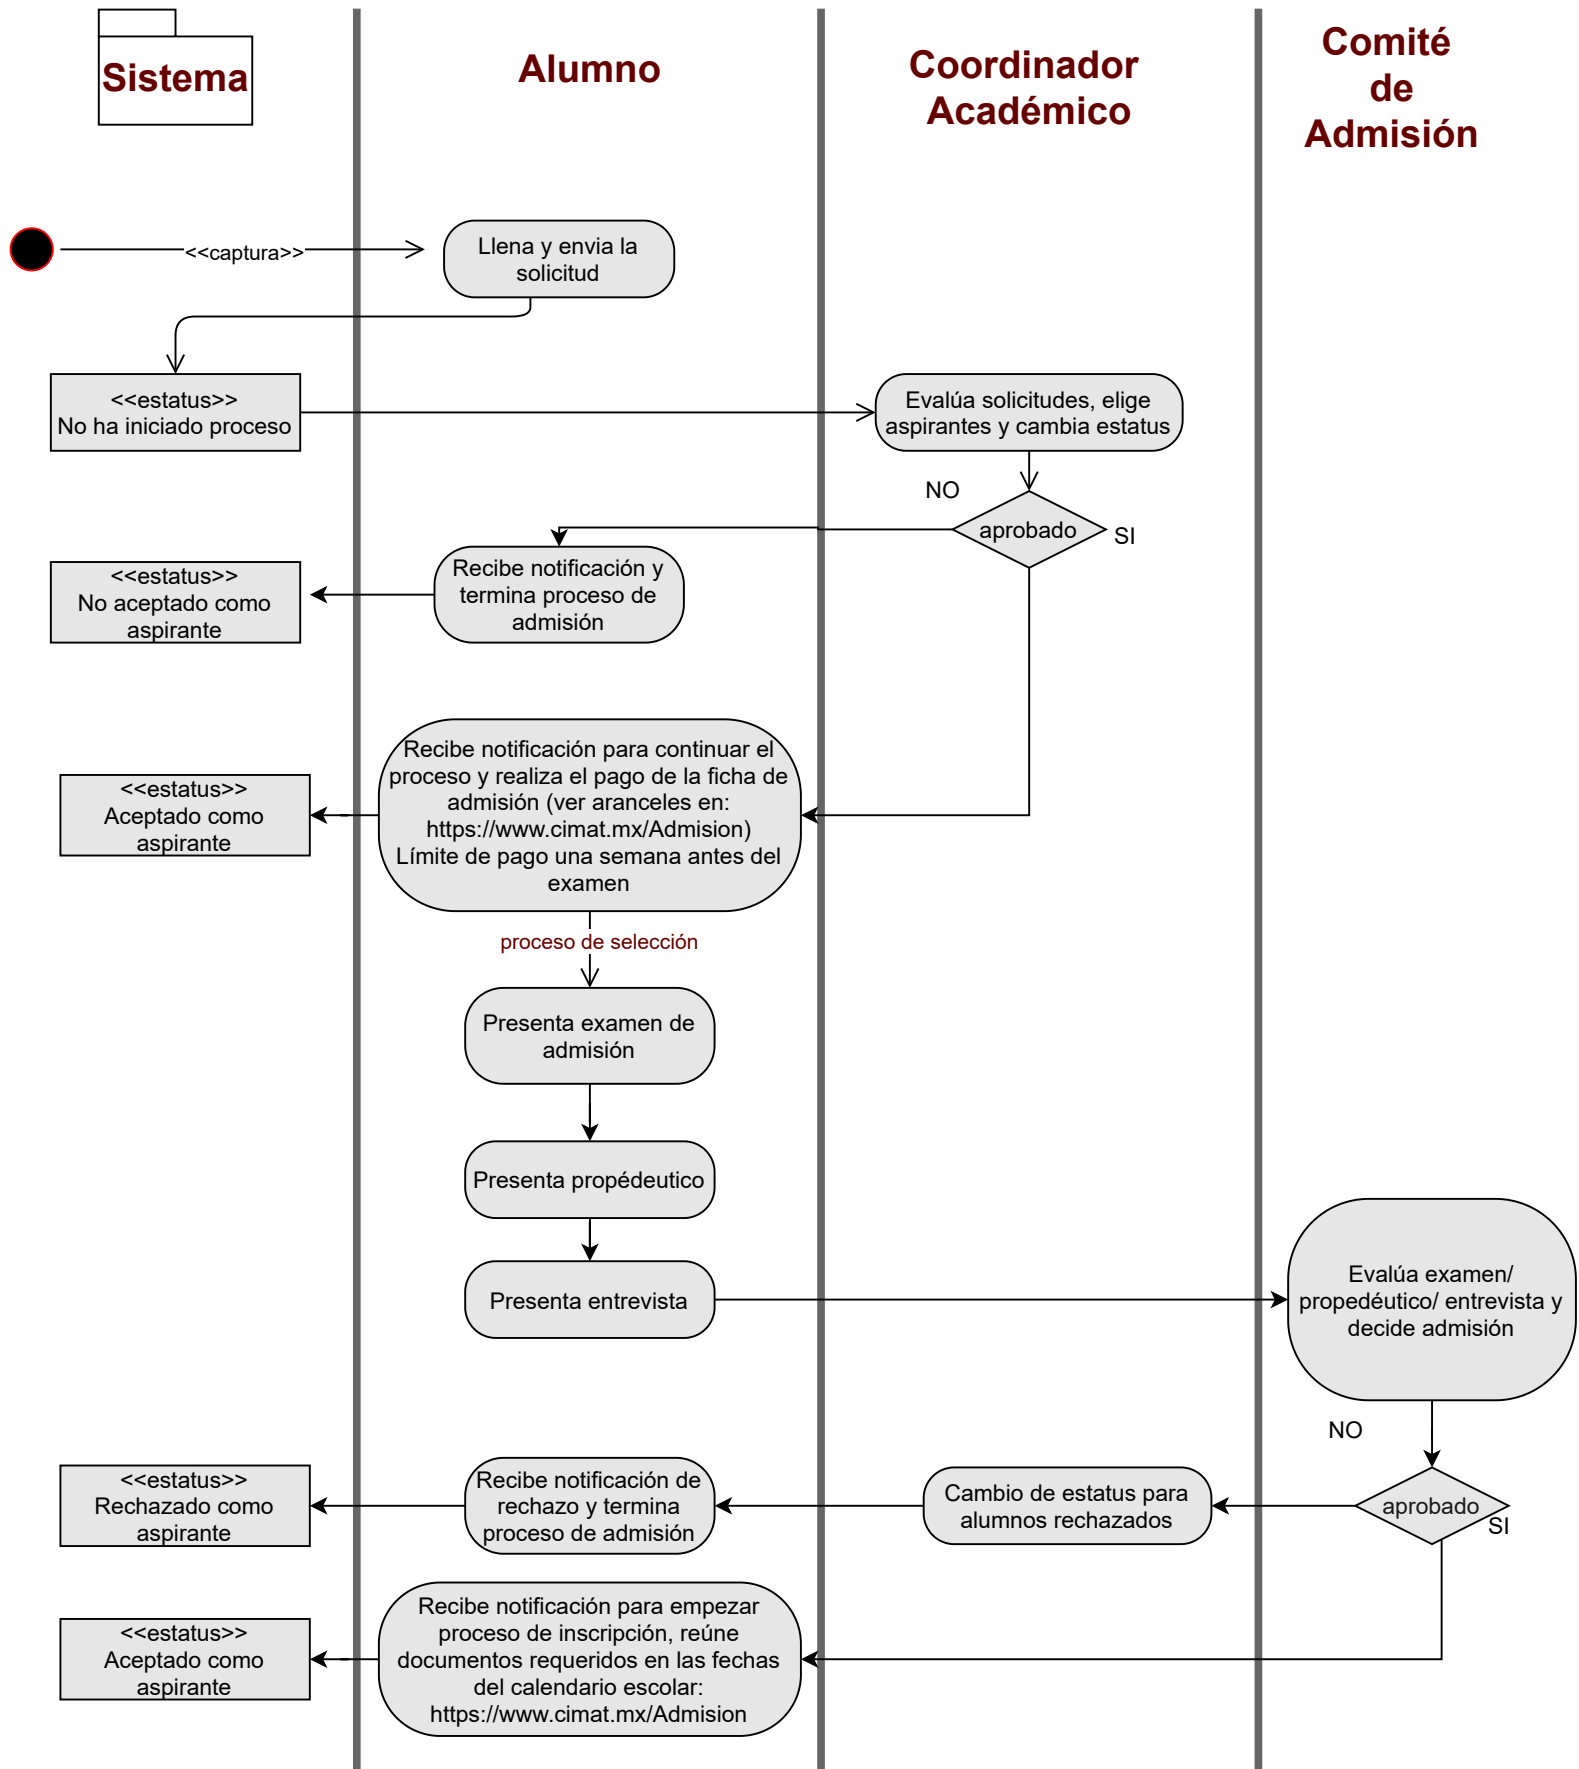 Sistema
Alumno
Coordinador
Académico
Comité
de
Admisión
<<captura>>
Llena y envia la
solicitud
<<estatus>>
No ha iniciado proceso
Evalúa solicitudes, elige
aspirantes y cambia estatus
NO
aprobado
SI
Recibe notificación y
termina proceso de
admisión
<<estatus>>
No aceptado como
aspirante
Recibe notificación para continuar el
proceso y realiza el pago de la ficha de
admisión (ver aranceles en:
https://www.cimat.mx/Admision)
Límite de pago una semana antes del
examen
<<estatus>>
Aceptado como
aspirante
proceso de selección
Presenta examen de
admisión
Presenta propédeutico
Presenta entrevista
Evalúa examen/
propedéutico/ entrevista y
decide admisión
NO
aprobado
SI
Cambio de estatus para
alumnos rechazados
Recibe notificación de
rechazo y termina
proceso de admisión
<<estatus>>
Rechazado como
aspirante
Recibe notificación para empezar
proceso de inscripción, reúne
documentos requeridos en las fechas
del calendario escolar:
https://www.cimat.mx/Admision
<<estatus>>
Aceptado como
aspirante